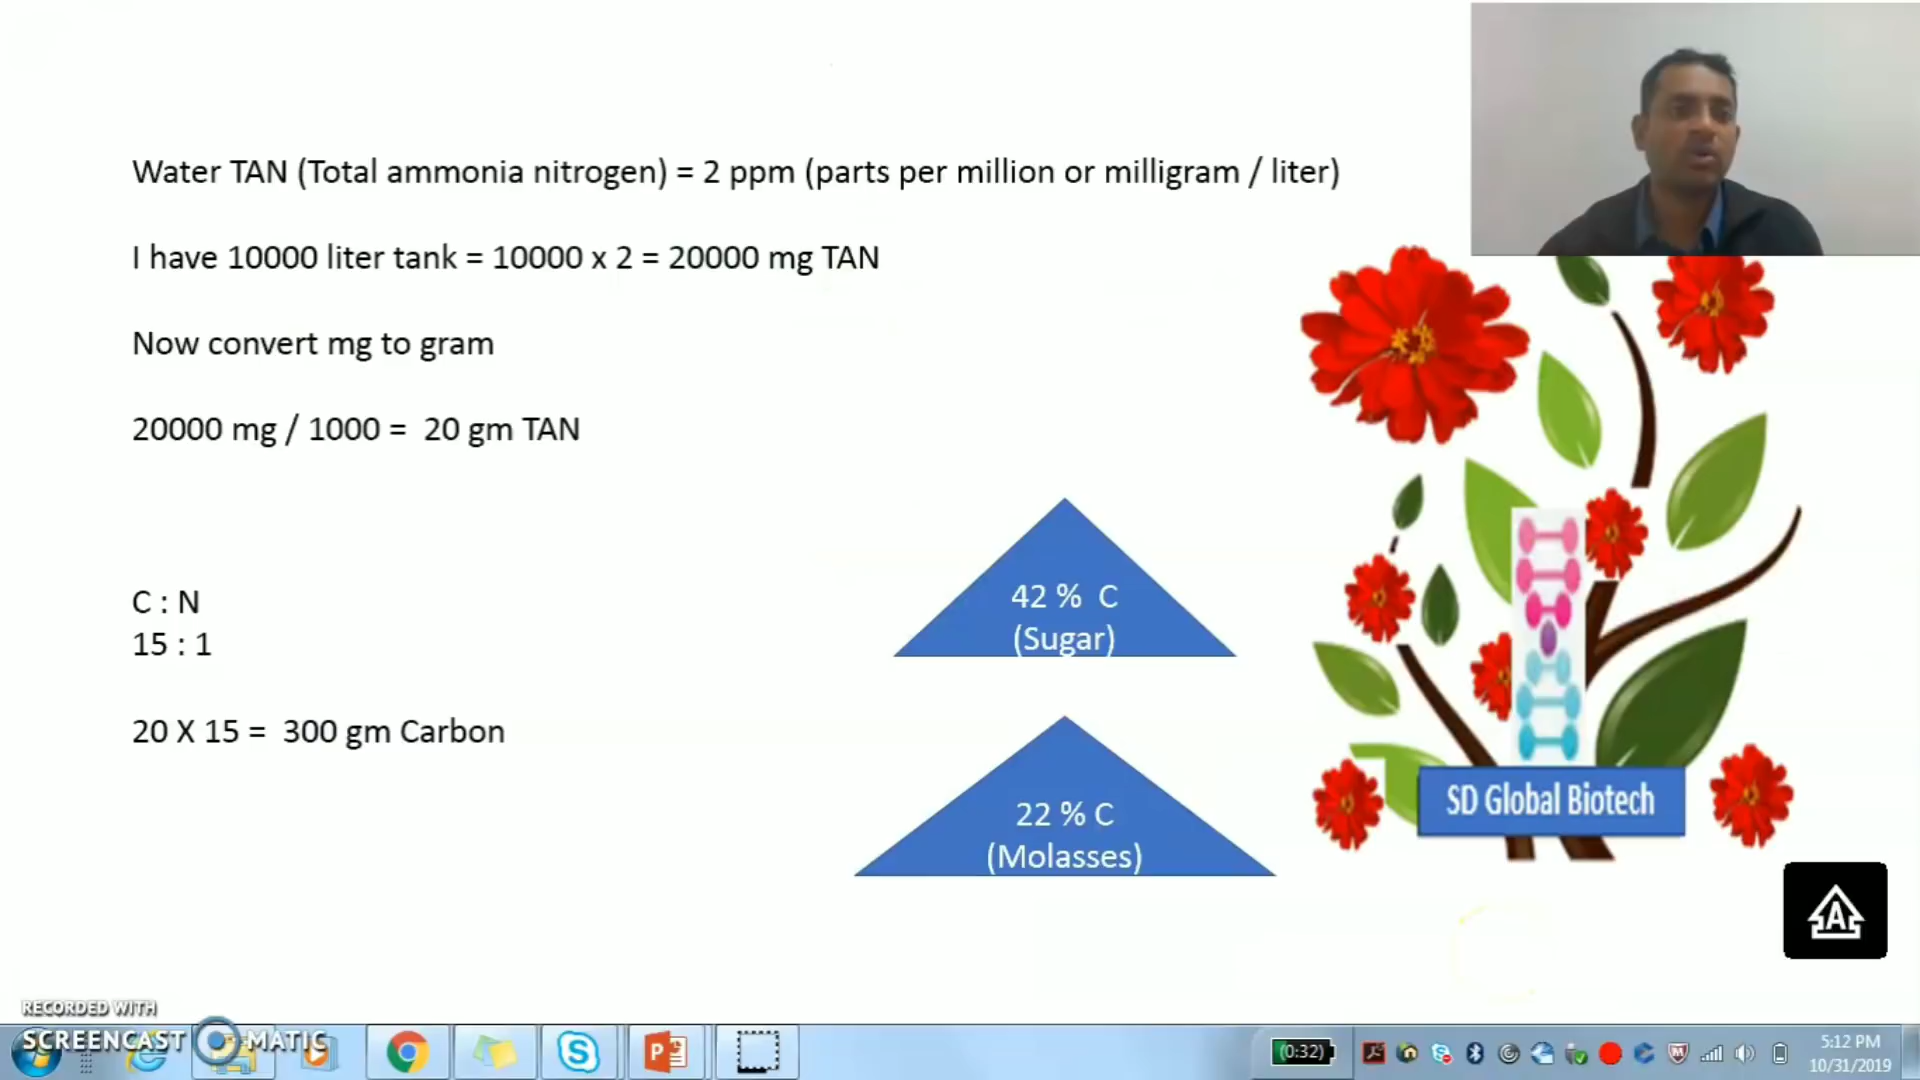 Water TAN (Total ammonia nitrogen) = 2 ppm (parts per million or milligram / liter)
I have 10000 liter tank = 10000 x 2 = 20000 mg TAN
Now convert mg to gram
20000 mg / 1000 =  20 gm TAN
C : N
15 : 1
20 X 15 =  300 gm Carbon
42 %  C
(Sugar)
22 % C
(Molasses)
SD Global Biotech
A
RECORDED WITH
SCREENCAST MATIC
(0:32)
5:12 PM
10/31/2019